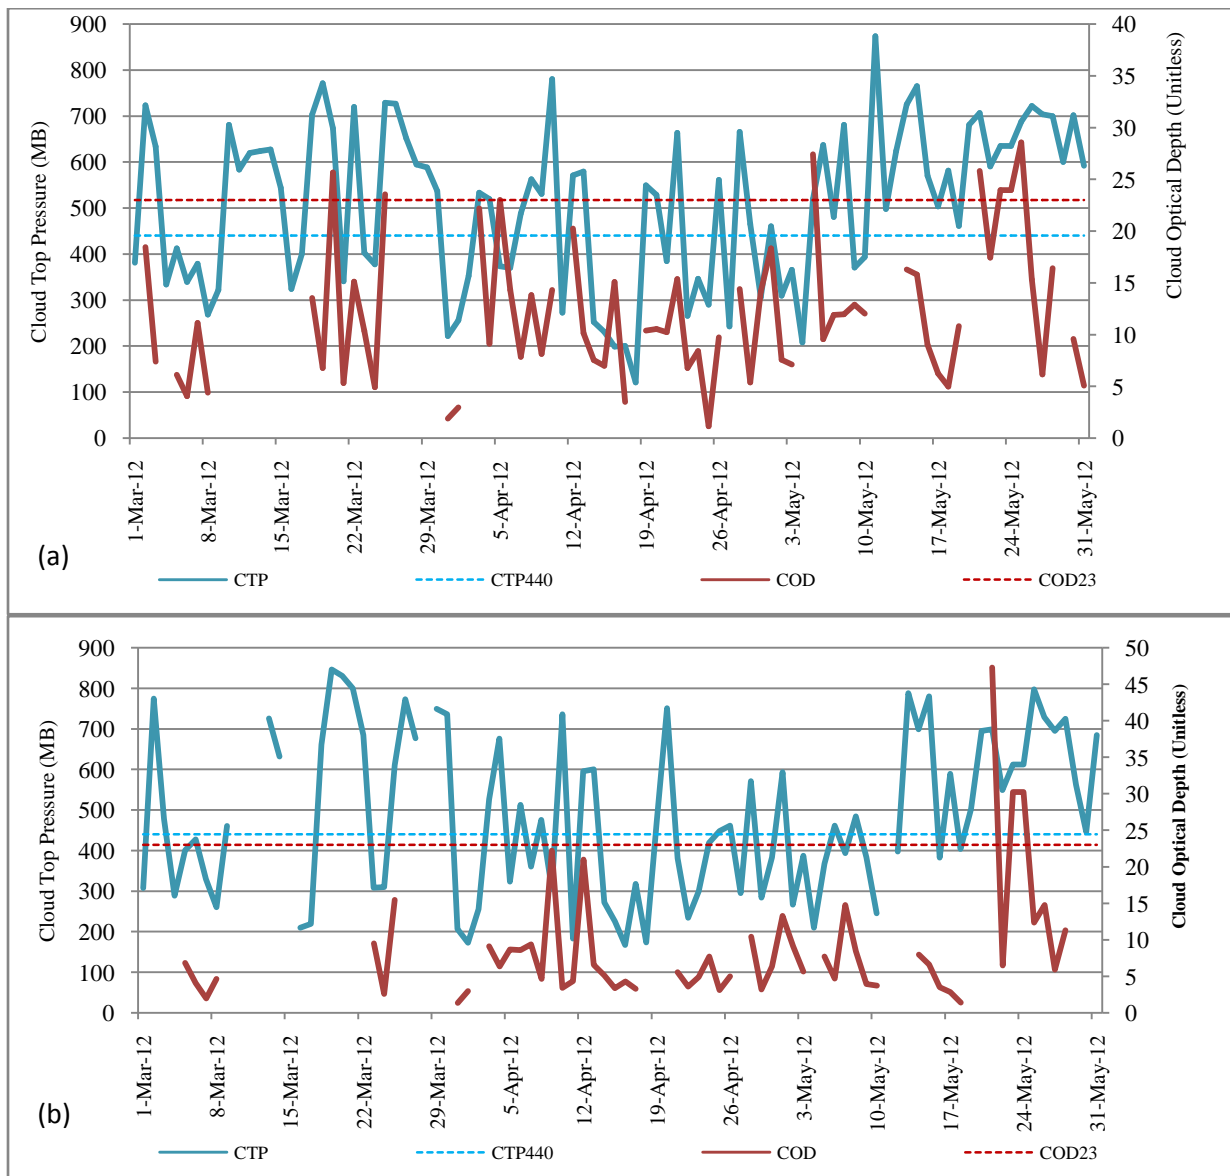 900
800
700
600
500
400
300
200
100
0
Cloud Top Pressure (MB)
40
35
30
25
20
15
10
5
0
Cloud Optical Depth (Unitless)
1-Mar-12
8-Mar-12
15-Mar-12
22-Mar-12
29-Mar-12
5-Apr-12
12-Apr-12
19-Apr-12
26-Apr-12
3-May-12
10-May-12
17-May-12
24-May-12
31-May-12
(a)
CTP CTP440 COD COD23
900
800
700
600
500
400
300
200
100
0
Cloud Top Pressure (MB)
50
45
40
35
30
25
20
15
10
5
0
Cloud Optical Depth (Unitless)
1-Mar-12
8-Mar-12
15-Mar-12
22-Mar-12
29-Mar-12
5-Apr-12
12-Apr-12
19-Apr-12
26-Apr-12
3-May-12
10-May-12
17-May-12
24-May-12
31-May-12
(b)
CTP CTP440 COD COD23